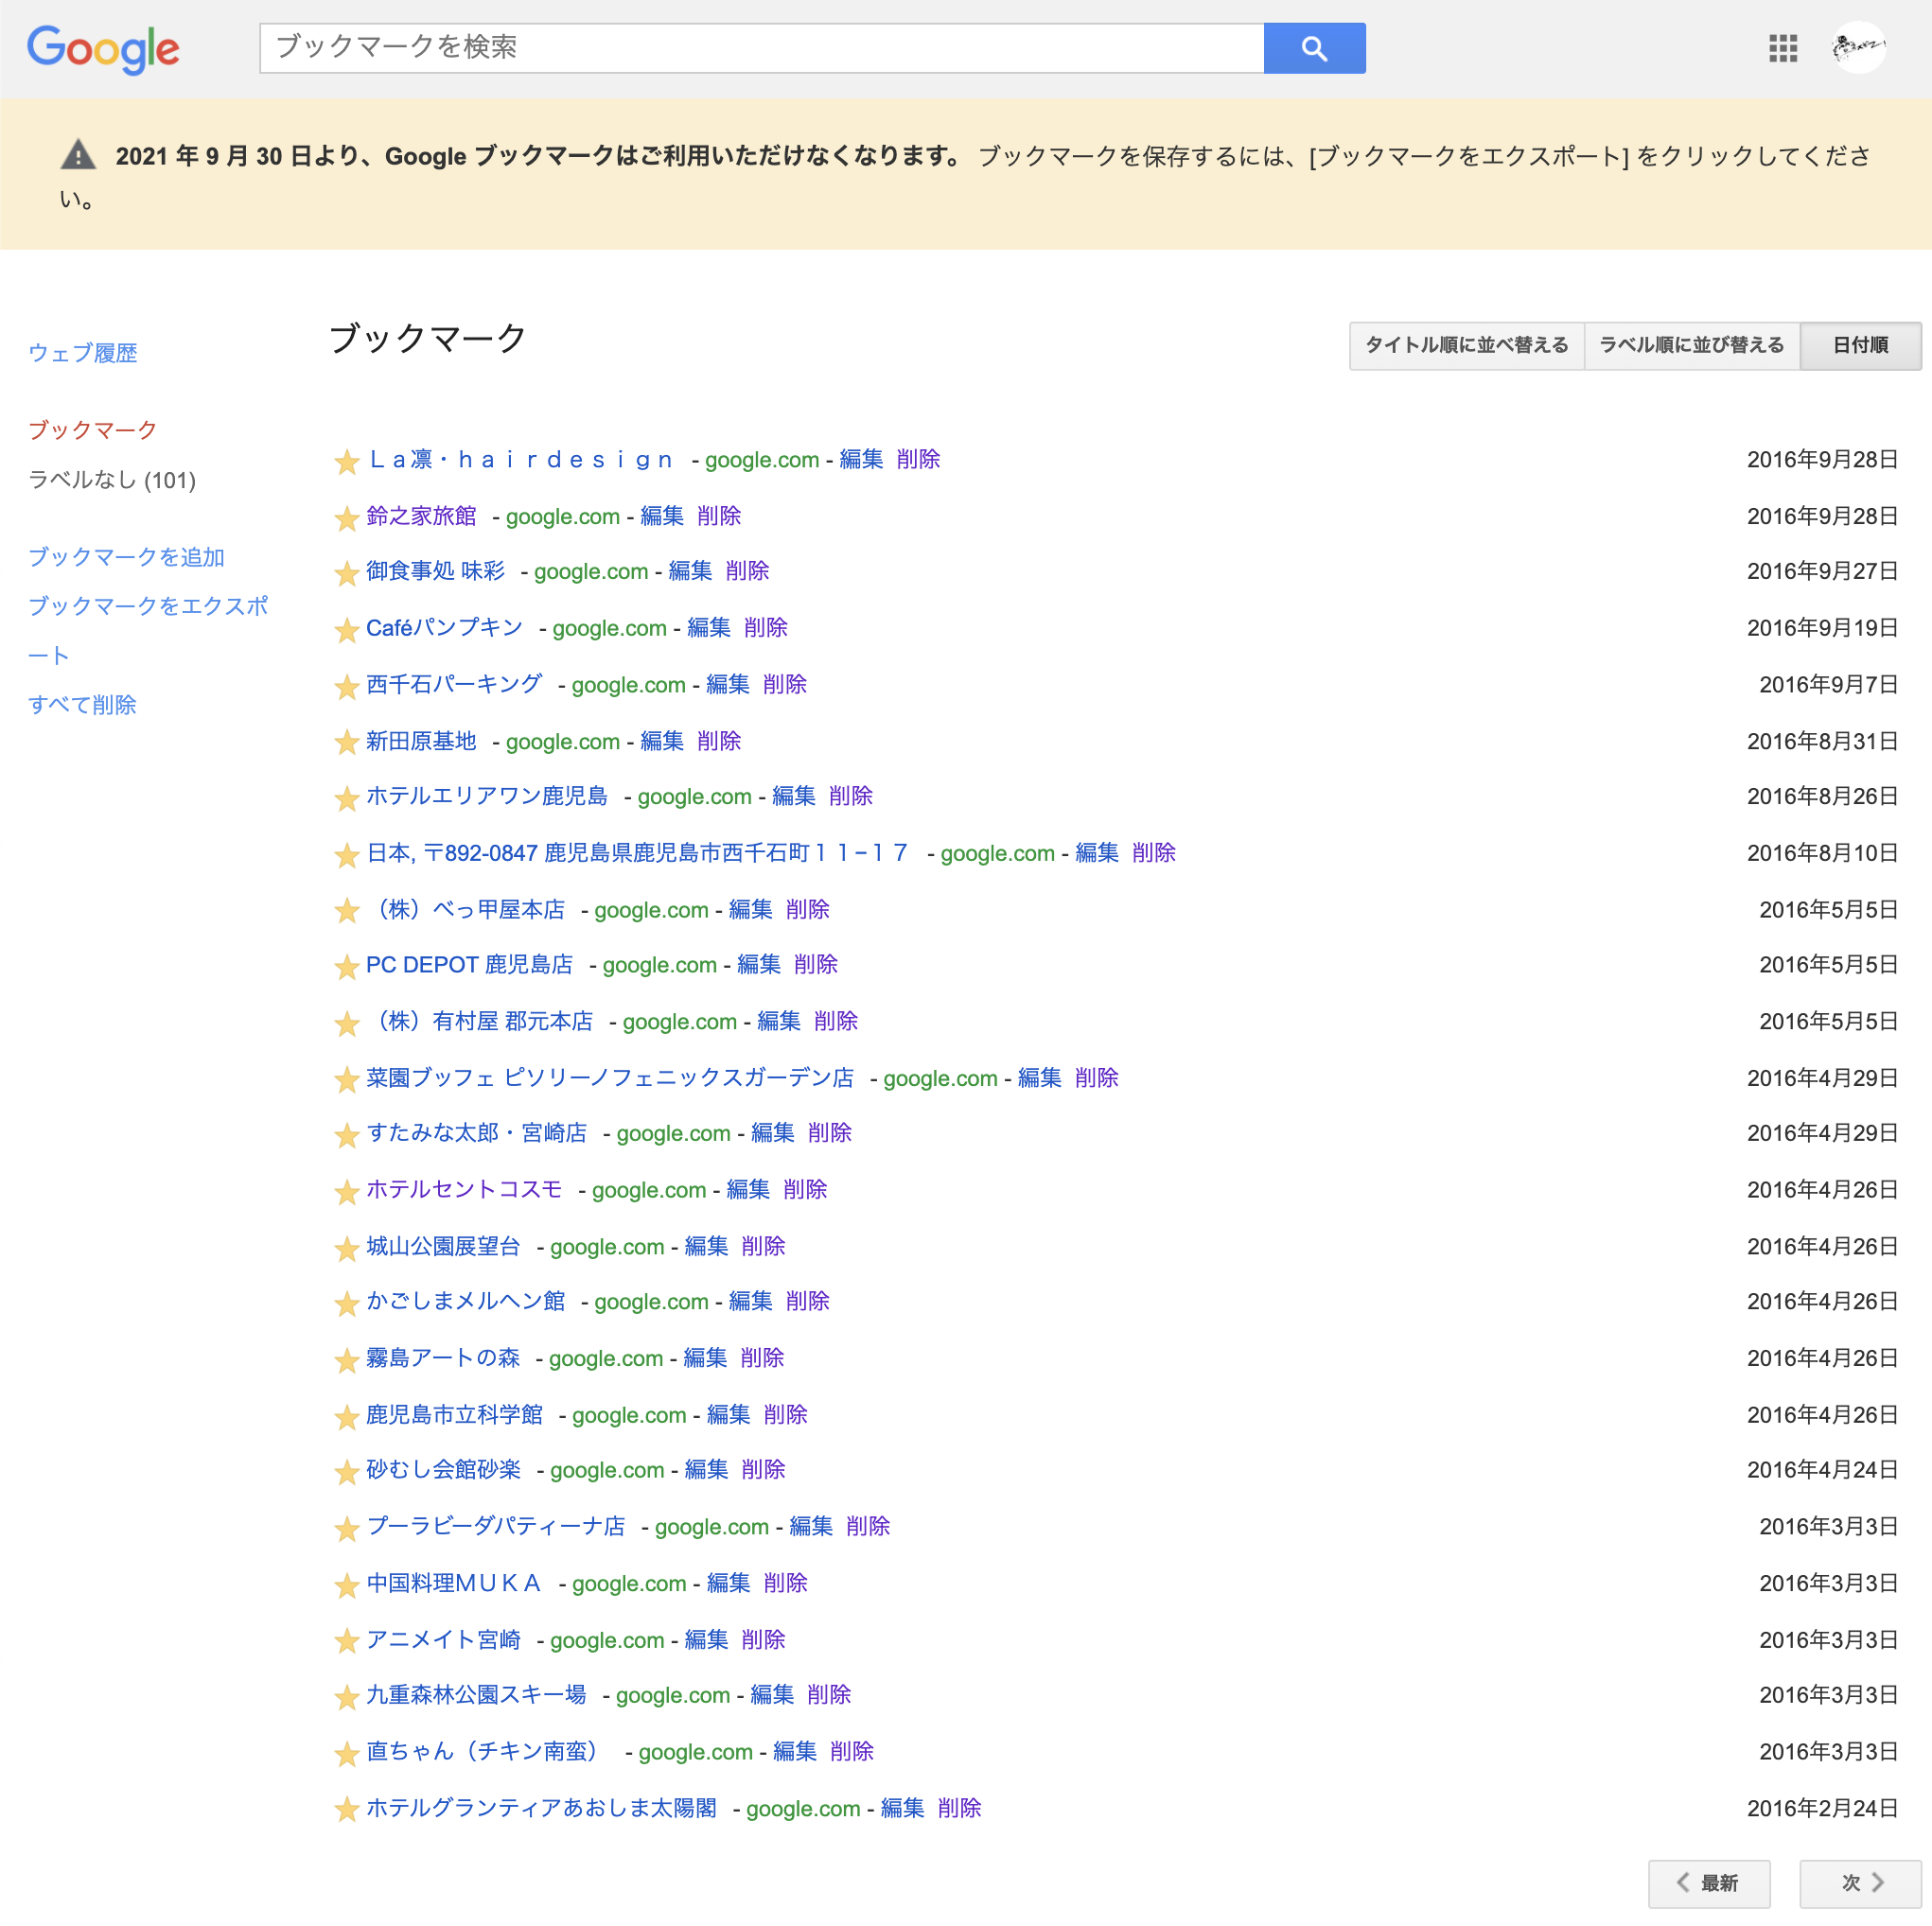 Google
ブックマークを検索
2021 年 9 月 30 日より、Google ブックマークはご利用いただけなくなります。 ブックマークを保存するには、[ブックマークをエクスポート] をクリックしてくださ
い。
ウェブ履歴
ブックマーク
ラベルなし (101)
ブックマークを追加
ブックマークをエクスポ
ート
すべて削除
ブックマーク
タイトル順に並べ替える ラベル順に並び替える 日付順
Ｌａ凛・ｈａｉｒｄｅｓｉｇｎ - google.com - 編集 削除 2016年9月28日
鈴之家旅館 - google.com - 編集 削除 2016年9月28日
御食事処 味彩 - google.com - 編集 削除 2016年9月27日
Caféパンプキン - google.com - 編集 削除 2016年9月19日
西千石パーキング - google.com - 編集 削除 2016年9月7日
新田原基地 - google.com - 編集 削除 2016年8月31日
ホテルエリアワン鹿児島 - google.com - 編集 削除 2016年8月26日
日本, 〒892-0847 鹿児島県鹿児島市西千石町１１−１７ - google.com - 編集 削除 2016年8月10日
（株）べっ甲屋本店 - google.com - 編集 削除 2016年5月5日
PC DEPOT 鹿児島店 - google.com - 編集 削除 2016年5月5日
（株）有村屋 郡元本店 - google.com - 編集 削除 2016年5月5日
菜園ブッフェ ピソリーノフェニックスガーデン店 - google.com - 編集 削除 2016年4月29日
すたみな太郎・宮崎店 - google.com - 編集 削除 2016年4月29日
ホテルセントコスモ - google.com - 編集 削除 2016年4月26日
城山公園展望台 - google.com - 編集 削除 2016年4月26日
かごしまメルヘン館 - google.com - 編集 削除 2016年4月26日
霧島アートの森 - google.com - 編集 削除 2016年4月26日
鹿児島市立科学館 - google.com - 編集 削除 2016年4月26日
砂むし会館砂楽 - google.com - 編集 削除 2016年4月24日
プーラビーダパティーナ店 - google.com - 編集 削除 2016年3月3日
中国料理ＭＵＫＡ - google.com - 編集 削除 2016年3月3日
アニメイト宮崎 - google.com - 編集 削除 2016年3月3日
九重森林公園スキー場 - google.com - 編集 削除 2016年3月3日
直ちゃん（チキン南蛮） - google.com - 編集 削除 2016年3月3日
ホテルグランティアあおしま太陽閣 - google.com - 編集 削除 2016年2月24日
最新 次